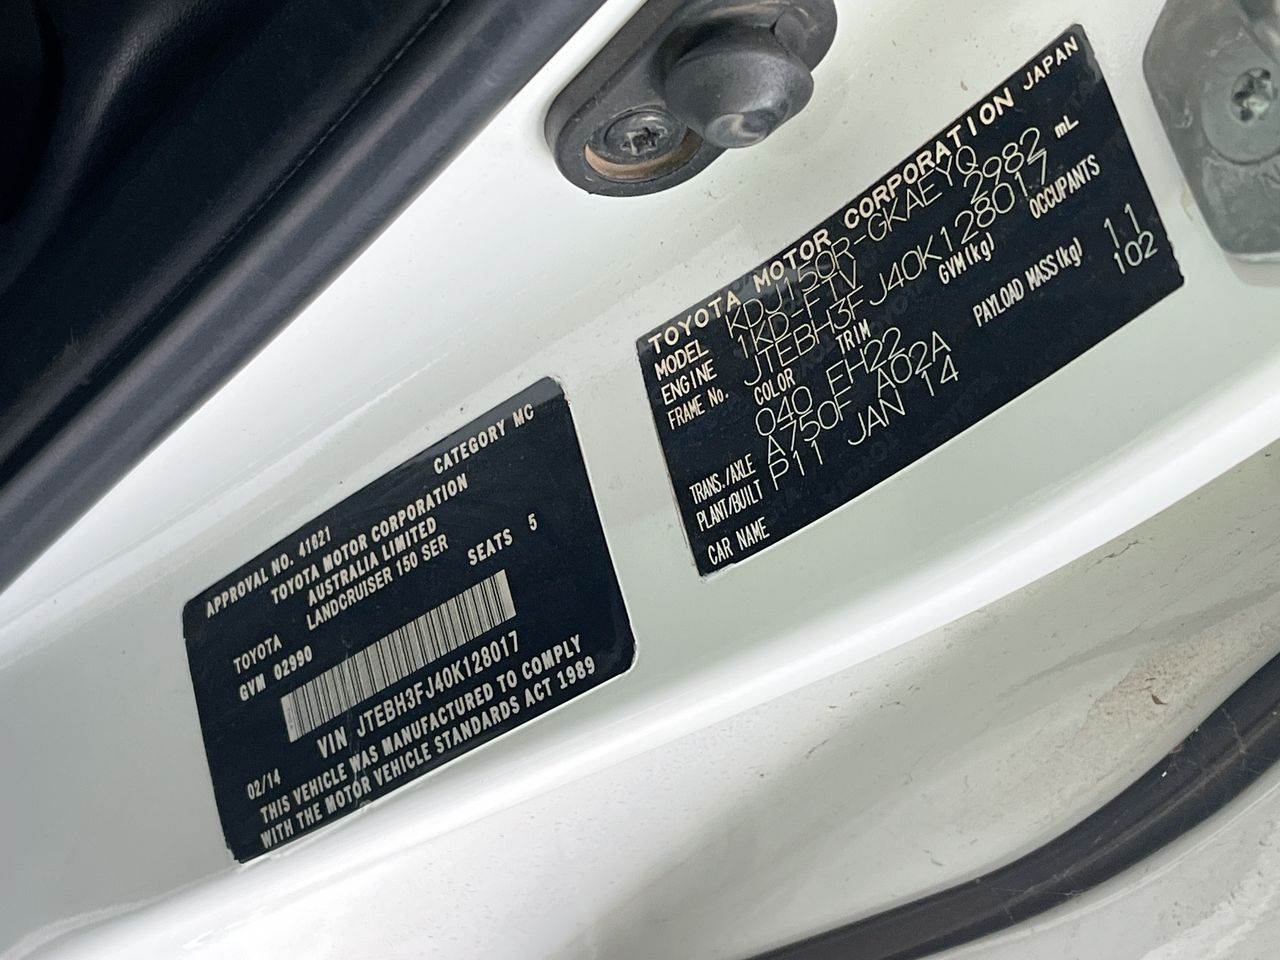 APPROVAL NO. 41621 CATEGORY MC
TOYOTA MOTOR CORPORATION
AUSTRALIA LIMITED
TOYOTA LANDCRUISER 150 SER
GVM 02990 SEATS 5
VIN JTEBH3FJ40K128017
02/14
THIS VEHICLE WAS MANUFACTURED TO COMPLY
WITH THE MOTOR VEHICLE STANDARDS ACT 1989
TOYOTA MOTOR CORPORATION JAPAN
MODEL KDJ150R-GKAEYQ
ENGINE 1KD-FTV 2982 mL
FRAME No. JTEBH3FJ40K128017
COLOR TRIM GVM(kg) OCCUPANTS
040 FH22
PAYLOAD MASS(kg) 11
TRANS./AXLE A750F A02A 102
PLANT/BUILT P11 JAN 14
CAR NAME